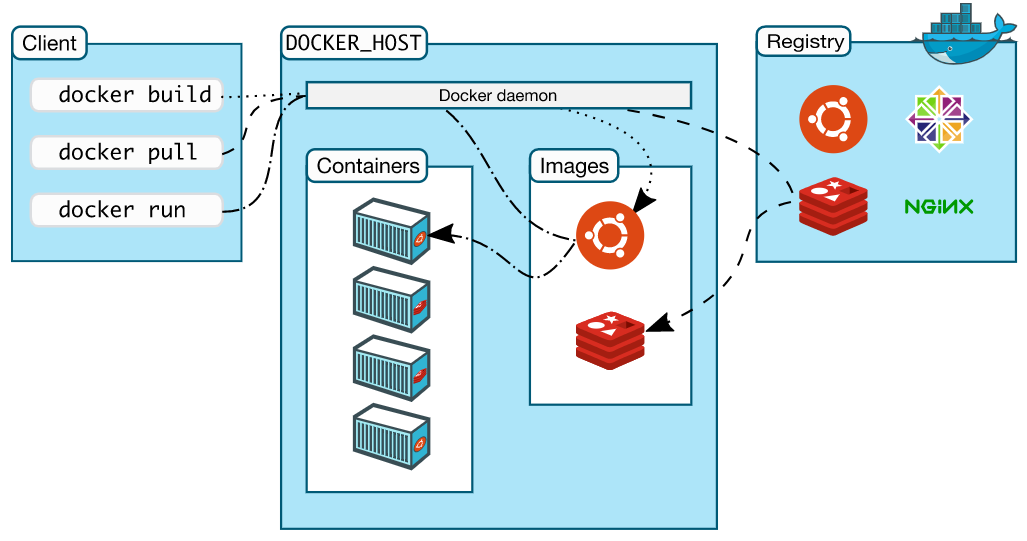 Client
docker build
docker pull
docker run
DOCKER_HOST
Docker daemon
Containers
Images
Registry
NGiNX